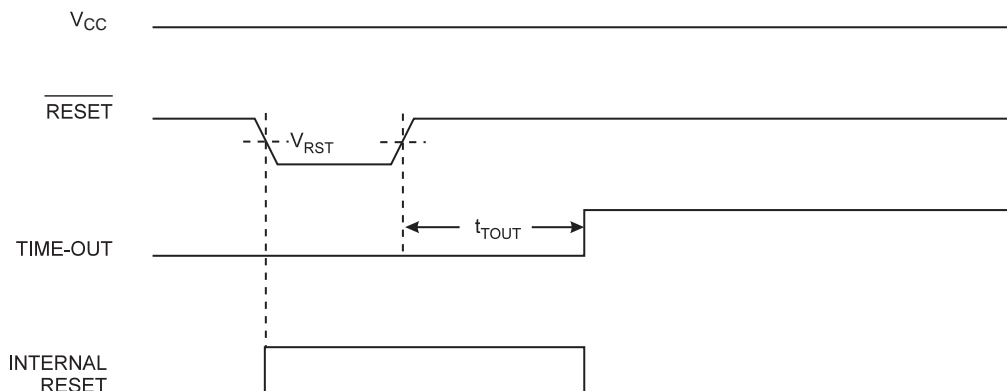 VCC
RESET
VRST
tTOUT
TIME-OUT
INTERNAL
RESET